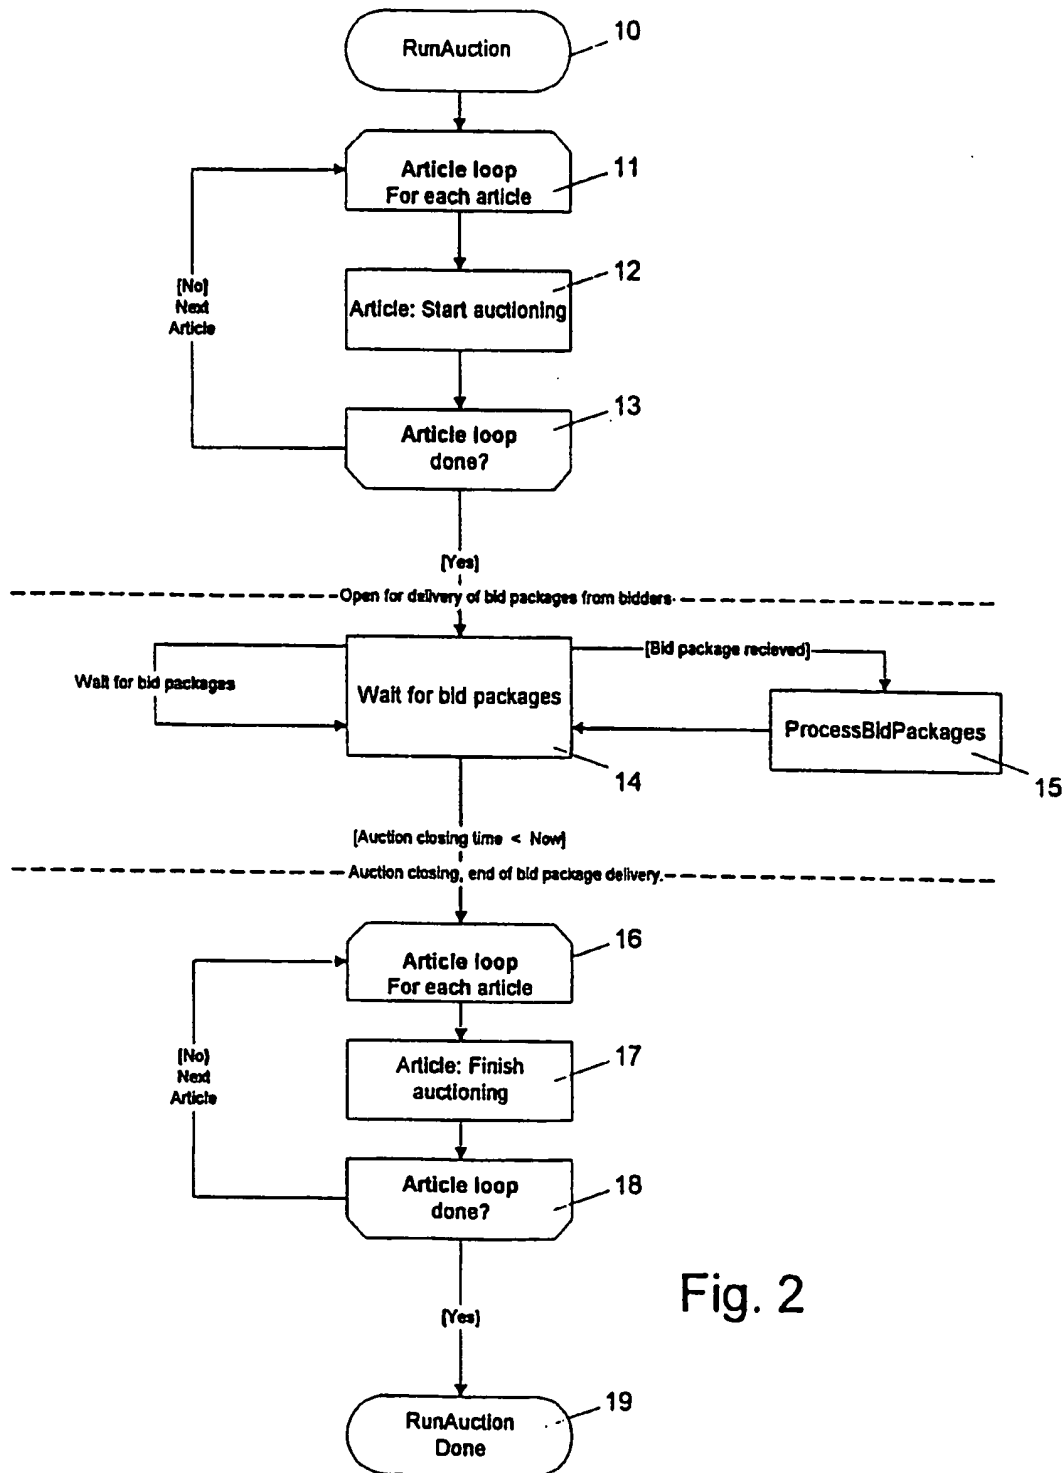 RunAuction
10
Article loop
For each article
11
12
Article: Start auctioning
[No]
Next
Article
13
Article loop
done?
[Yes]
Open for delivery of bid packages from bidders
Wait for bid packages
Wait for bid packages
[Bid package recieved]
ProcessBidPackages
14
15
[Auction closing time < Now]
Auction closing, end of bid package delivery.
16
Article loop
For each article
17
Article: Finish
auctioning
[No]
Next
Article
Article loop
done?
18
Fig. 2
[Yes]
19
RunAuction
Done